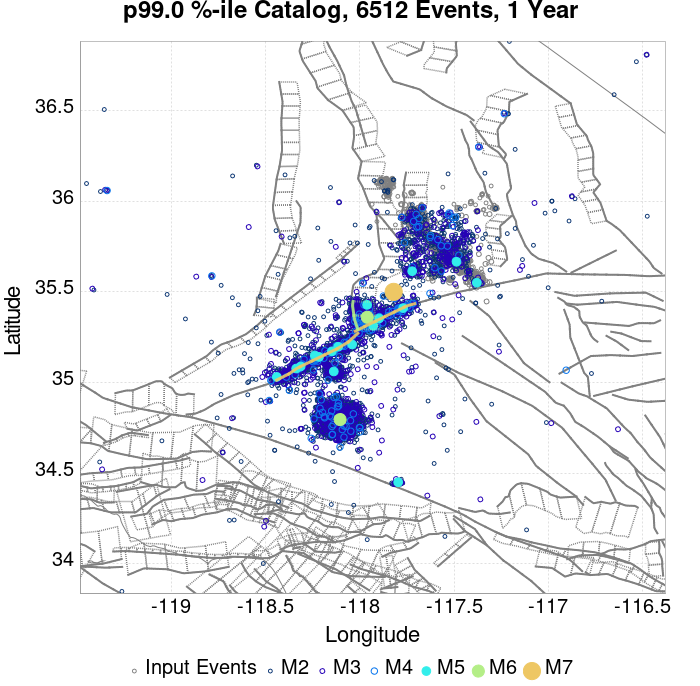 p99.0 %-ile Catalog, 6512 Events, 1 Year
36.5
36
35.5
35
34.5
34
Latitude
-119
-118.5
-118
-117.5
-117
-116.5
Longitude
Input Events
M2
M3
M4
M5
M6
M7